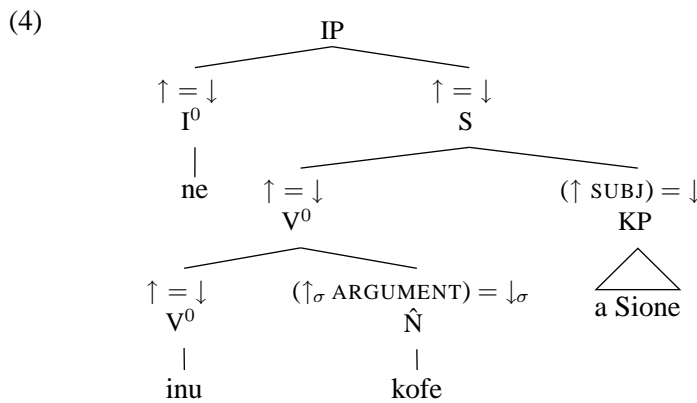 (4)
IP
↑ = ↓ ↑ = ↓
I⁰ S
ne ↑ = ↓ (↑ SUBJ) = ↓
V⁰ KP
↑ = ↓ (↑σ ARGUMENT) = ↓σ a Sione
V⁰ N̂
inu kofe